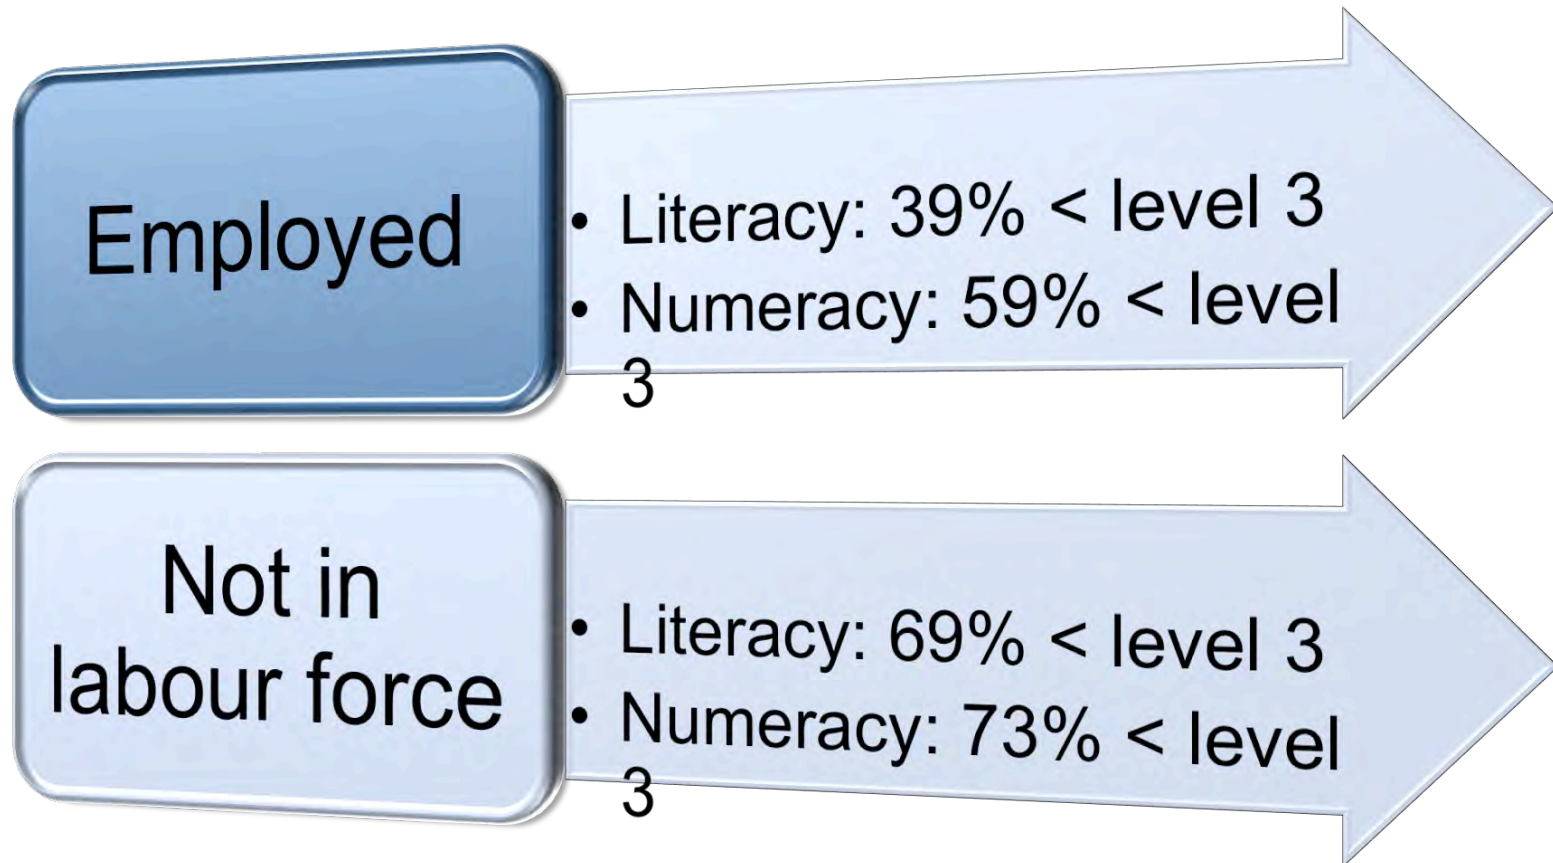 Employed
• Literacy: 39% < level 3
• Numeracy: 59% < level
3
Not in
labour force
• Literacy: 69% < level 3
• Numeracy: 73% < level
3